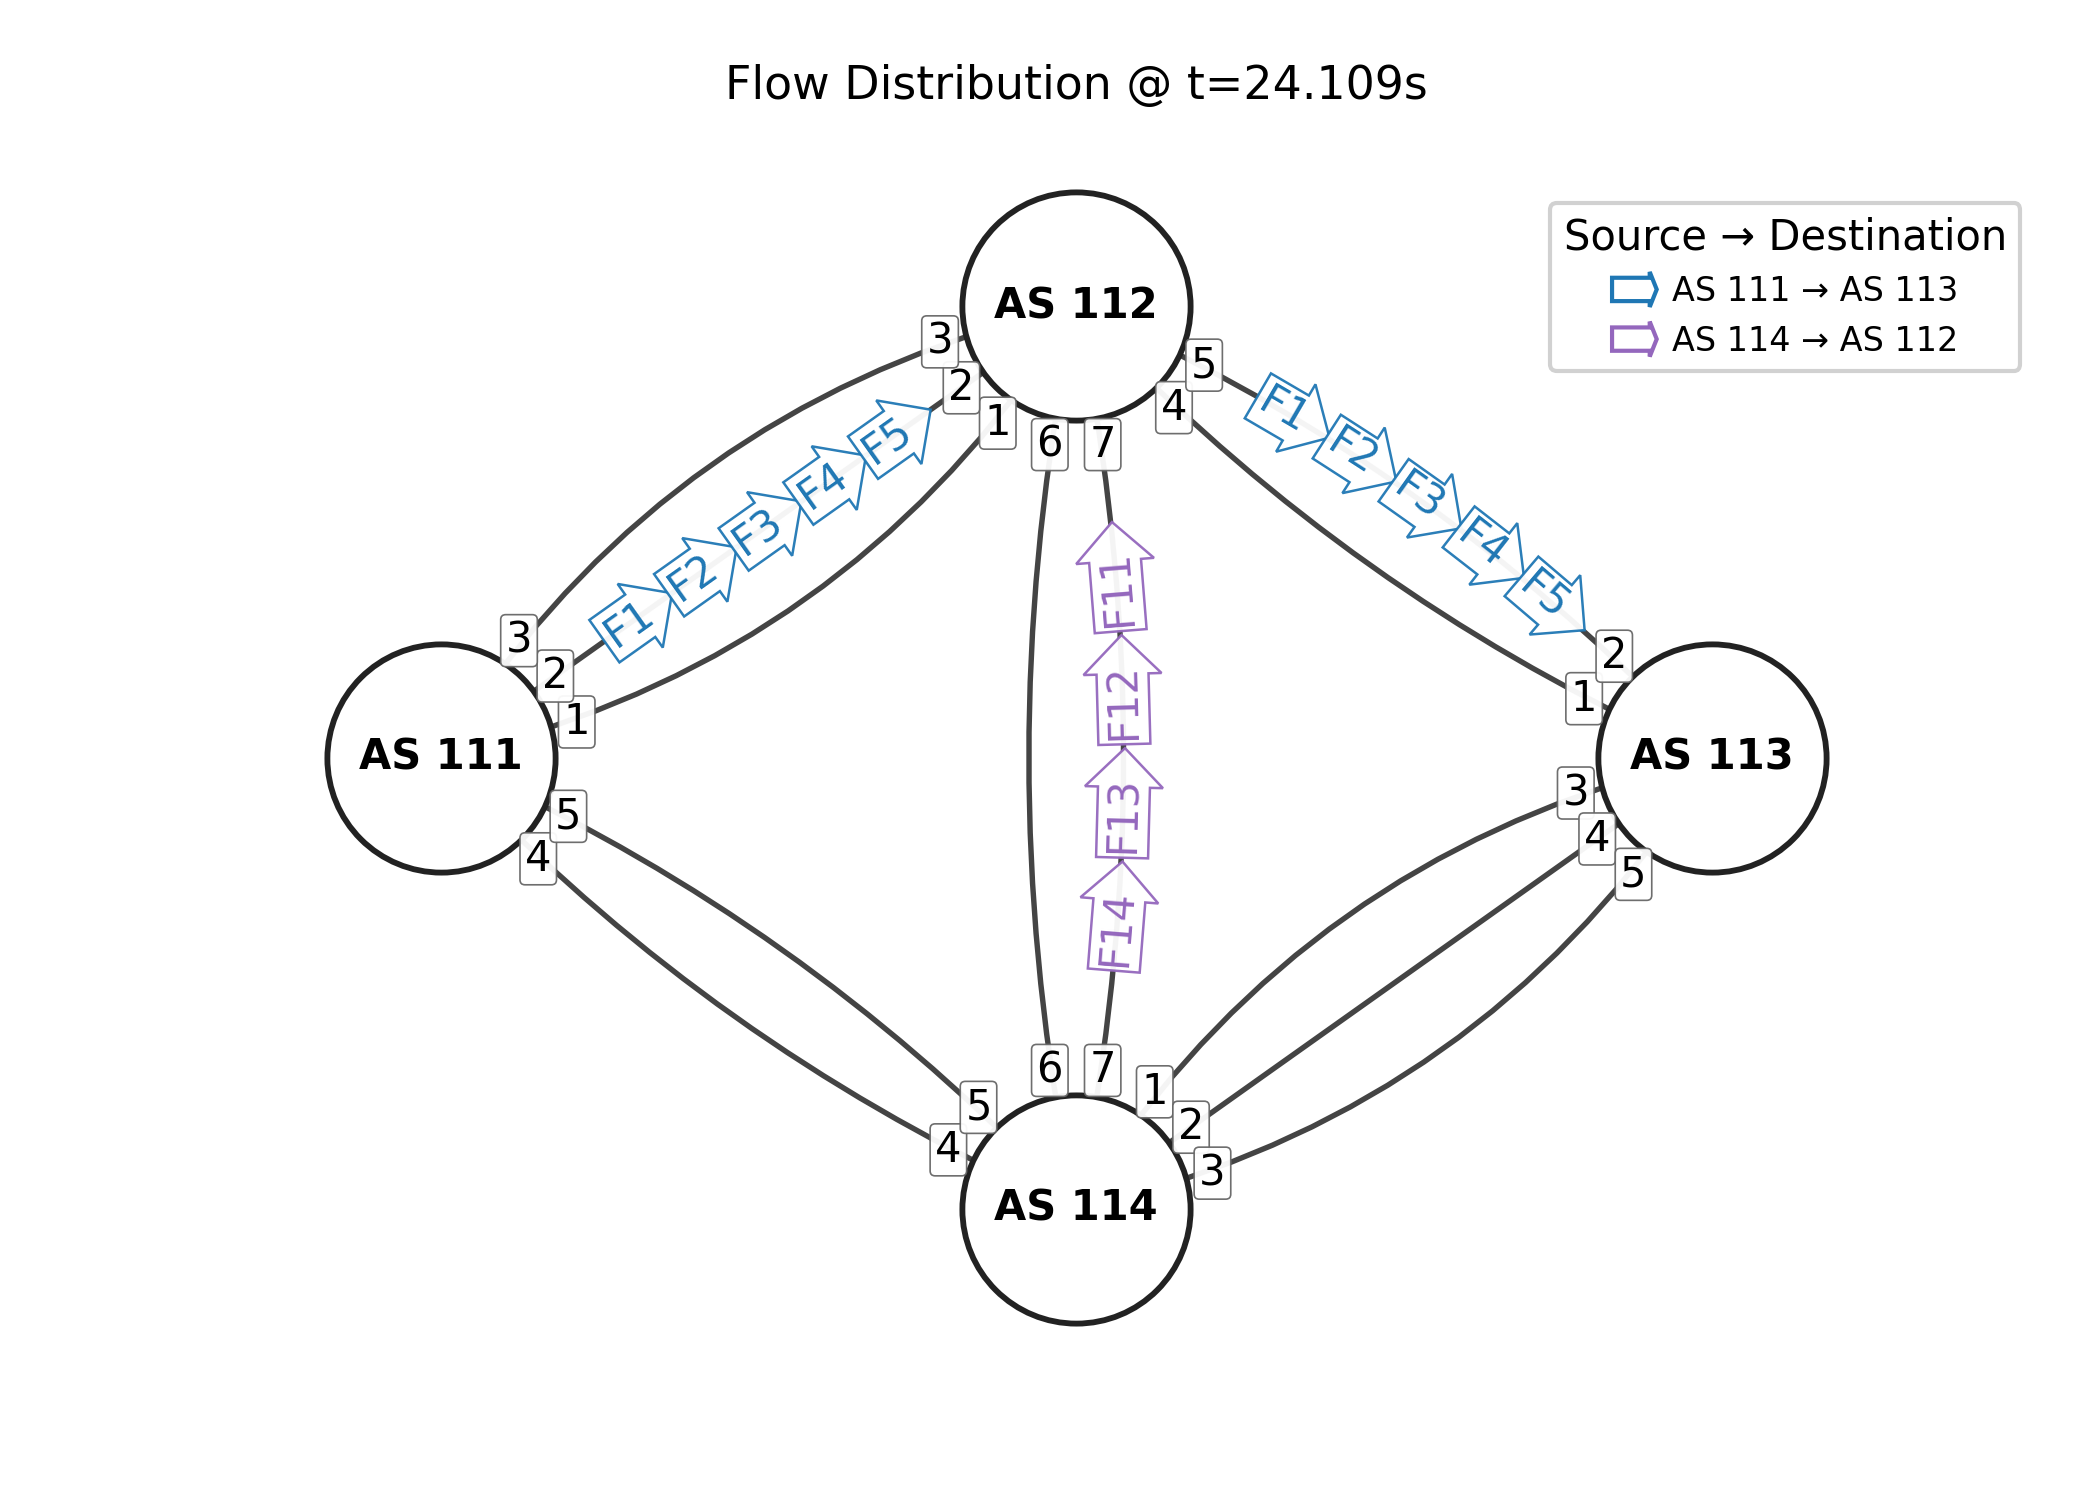 Flow Distribution @ t=24.109s
Source → Destination
AS 111 → AS 113
AS 114 → AS 112
AS 112
3
2
1
6
7
4
5
F1
F2
F3
F4
F5
F1
F2
F3
F4
F5
F11
F12
F13
F14
3
2
1
AS 111
5
4
2
1
AS 113
3
4
5
6
7
1
2
3
5
4
AS 114